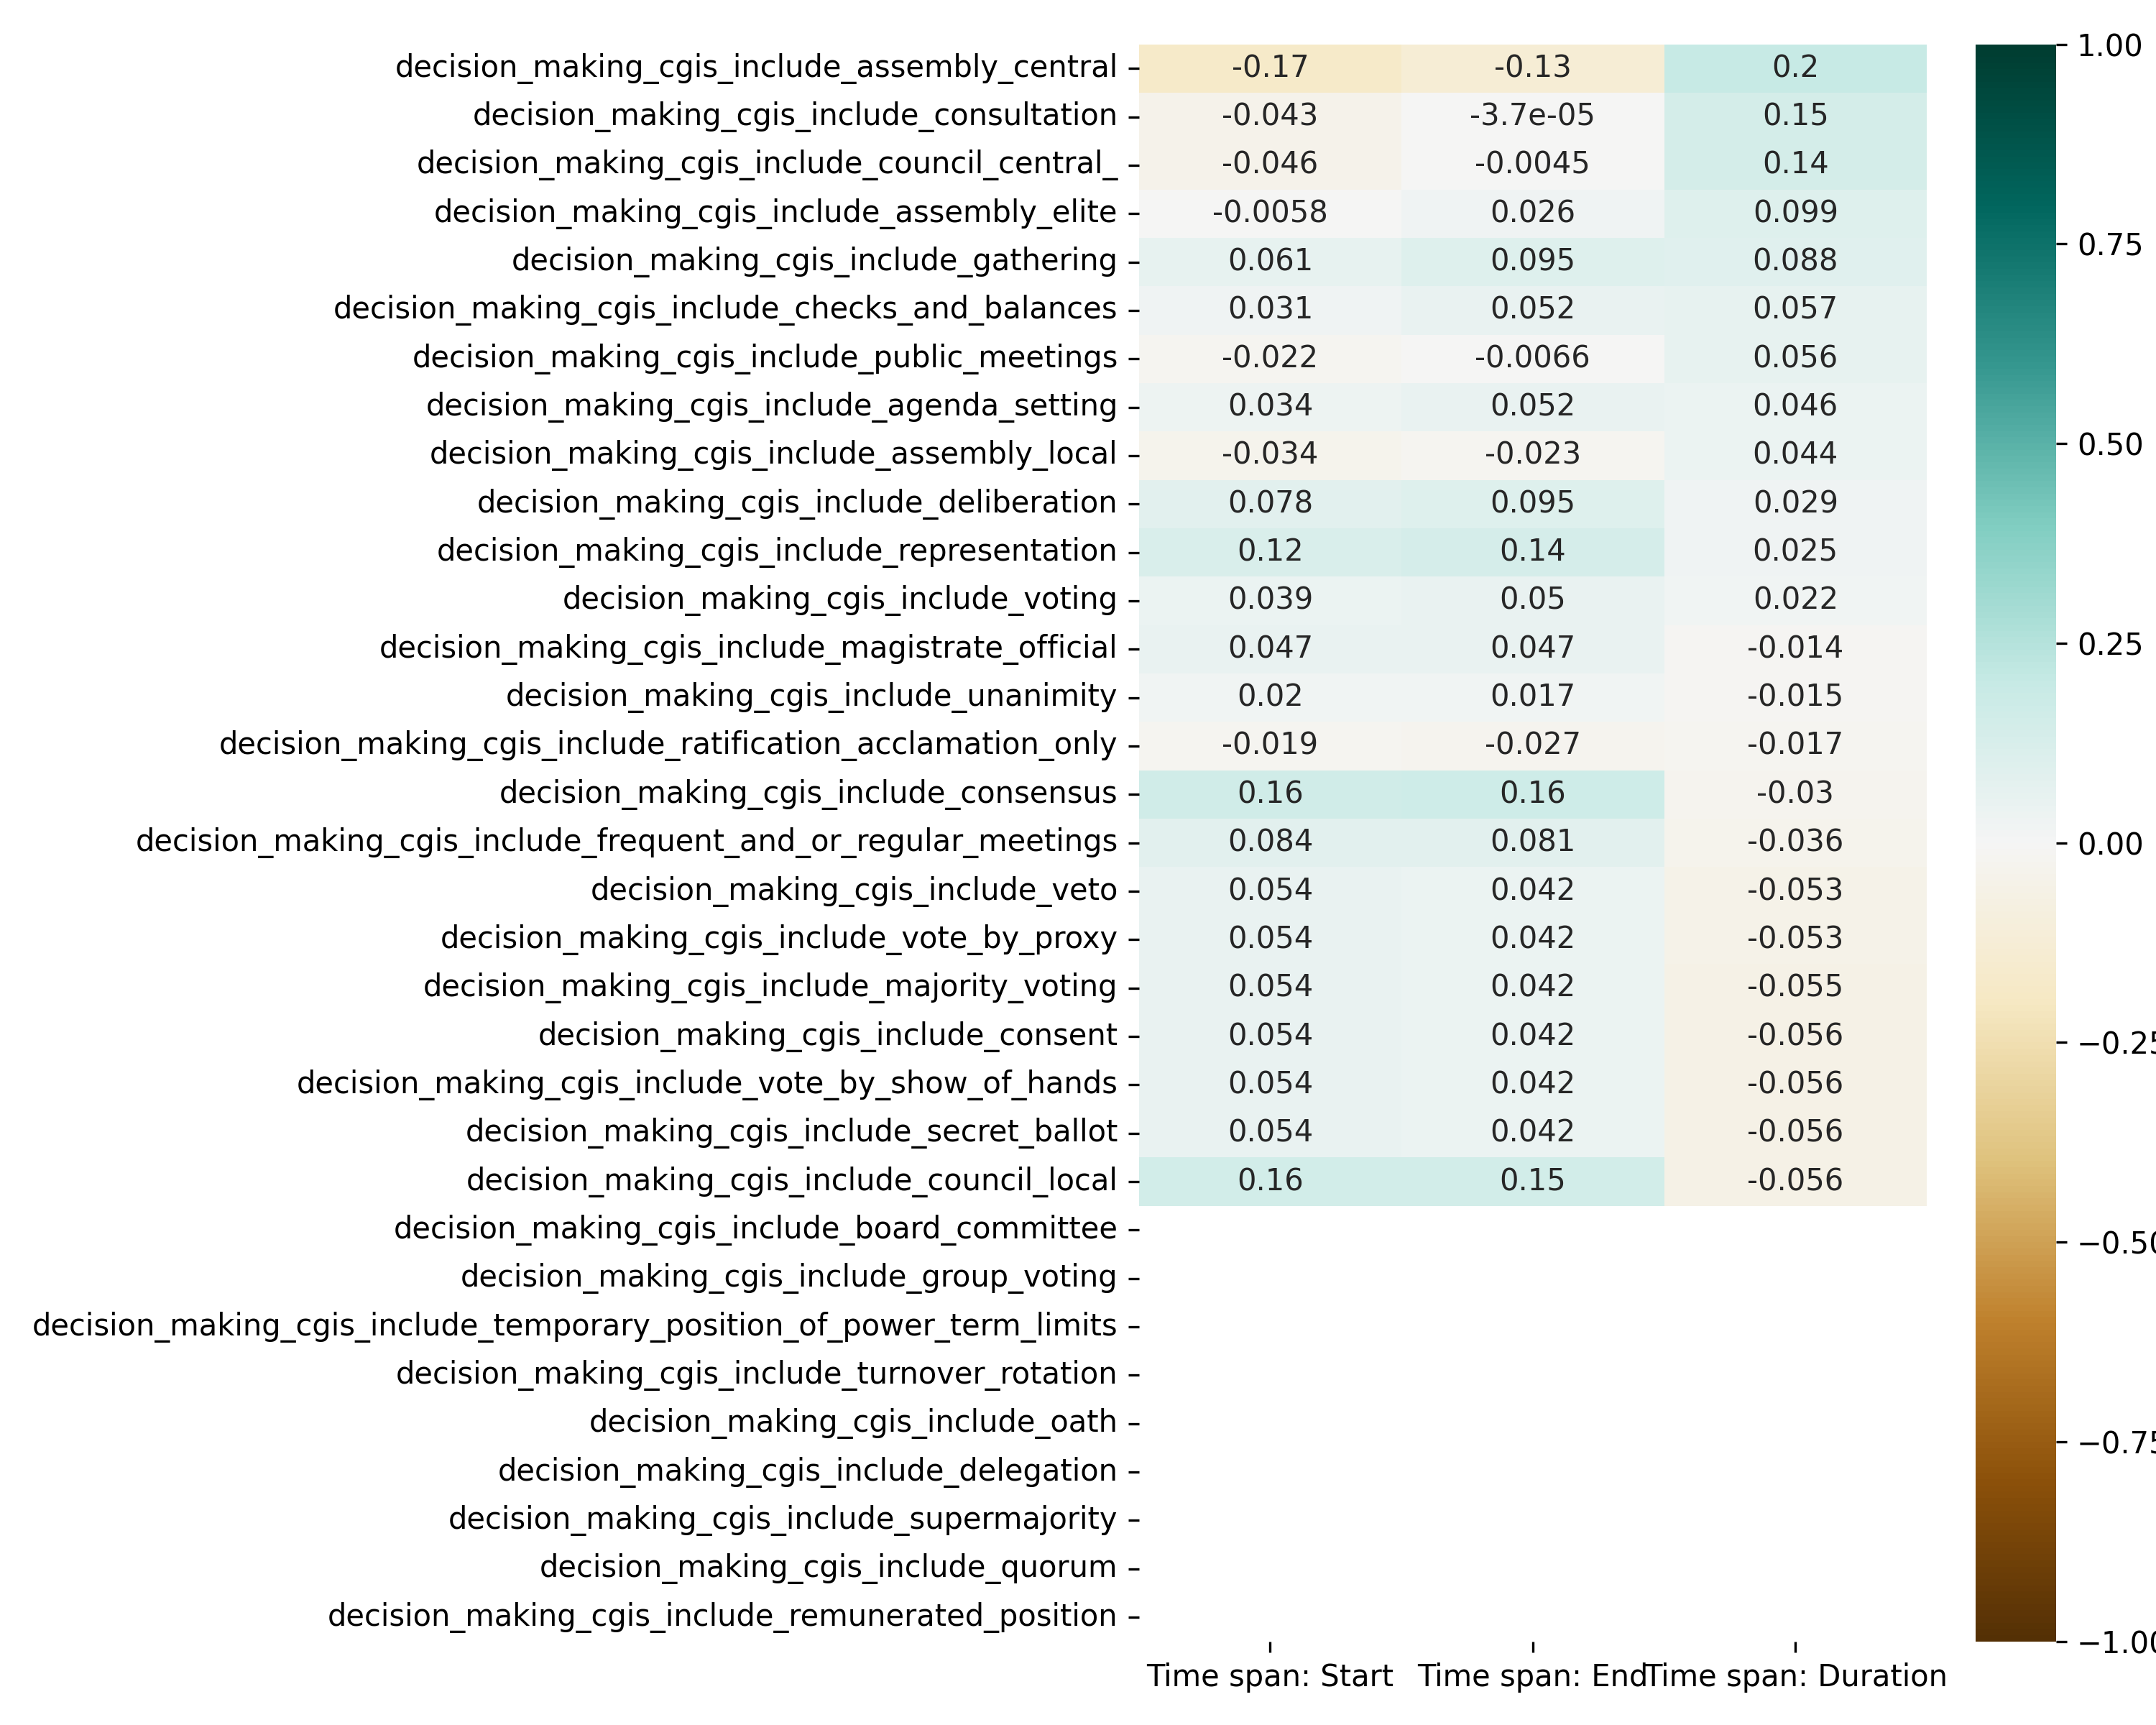 decision_making_cgis_include_assembly_central -0.17 -0.13 0.2
decision_making_cgis_include_consultation -0.043 -3.7e-05 0.15
decision_making_cgis_include_council_central_ -0.046 -0.0045 0.14
decision_making_cgis_include_assembly_elite -0.0058 0.026 0.099
decision_making_cgis_include_gathering 0.061 0.095 0.088
decision_making_cgis_include_checks_and_balances 0.031 0.052 0.057
decision_making_cgis_include_public_meetings -0.022 -0.0066 0.056
decision_making_cgis_include_agenda_setting 0.034 0.052 0.046
decision_making_cgis_include_assembly_local -0.034 -0.023 0.044
decision_making_cgis_include_deliberation 0.078 0.095 0.029
decision_making_cgis_include_representation 0.12 0.14 0.025
decision_making_cgis_include_voting 0.039 0.05 0.022
decision_making_cgis_include_magistrate_official 0.047 0.047 -0.014
decision_making_cgis_include_unanimity 0.02 0.017 -0.015
decision_making_cgis_include_ratification_acclamation_only -0.019 -0.027 -0.017
decision_making_cgis_include_consensus 0.16 0.16 -0.03
decision_making_cgis_include_frequent_and_or_regular_meetings 0.084 0.081 -0.036
decision_making_cgis_include_veto 0.054 0.042 -0.053
decision_making_cgis_include_vote_by_proxy 0.054 0.042 -0.053
decision_making_cgis_include_majority_voting 0.054 0.042 -0.055
decision_making_cgis_include_consent 0.054 0.042 -0.056
decision_making_cgis_include_vote_by_show_of_hands 0.054 0.042 -0.056
decision_making_cgis_include_secret_ballot 0.054 0.042 -0.056
decision_making_cgis_include_council_local 0.16 0.15 -0.056
decision_making_cgis_include_board_committee
decision_making_cgis_include_group_voting
decision_making_cgis_include_temporary_position_of_power_term_limits
decision_making_cgis_include_turnover_rotation
decision_making_cgis_include_oath
decision_making_cgis_include_delegation
decision_making_cgis_include_supermajority
decision_making_cgis_include_quorum
decision_making_cgis_include_remunerated_position
Time span: Start Time span: End Time span: Duration
1.00
0.75
0.50
0.25
0.00
−0.25
−0.50
−0.75
−1.00